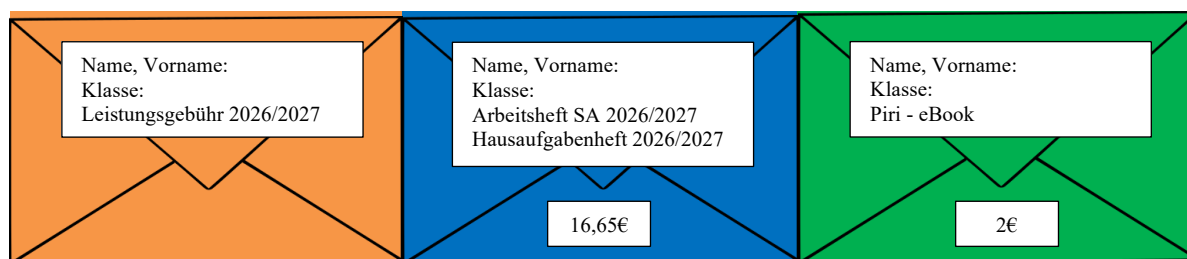 Name, Vorname:
Klasse:
Leistungsgebühr 2026/2027
Name, Vorname:
Klasse:
Arbeitsheft SA 2026/2027
Hausaufgabenheft 2026/2027
16,65€
Name, Vorname:
Klasse:
Piri - eBook
2€